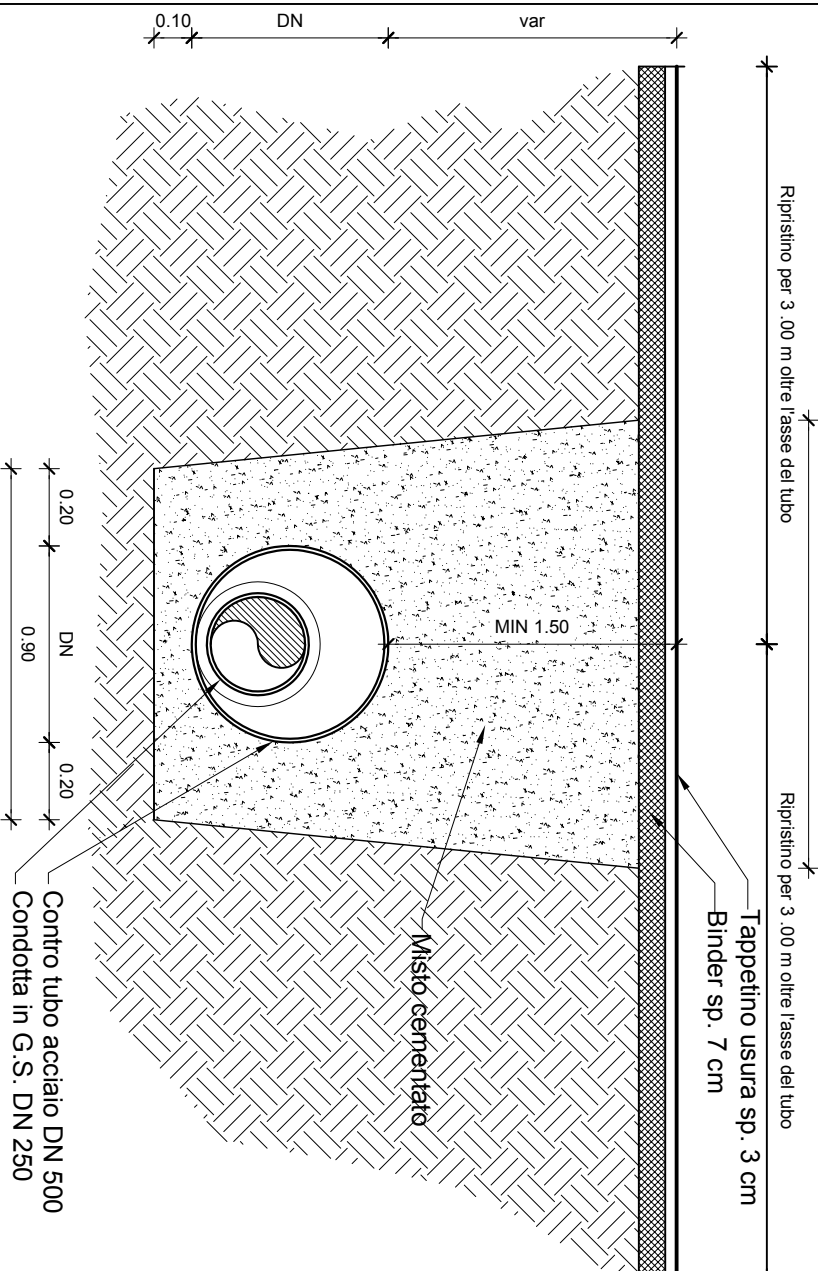 0.10
DN
var
Ripristino per 3 .00 m oltre l'asse del tubo
Ripristino per 3 .00 m oltre l'asse del tubo
Tappetino usura sp. 3 cm
Binder sp. 7 cm
MIN 1.50
Misto cementato
0.20
DN
0.20
0.90
Contro tubo acciaio DN 500
Condotta in G.S. DN 250